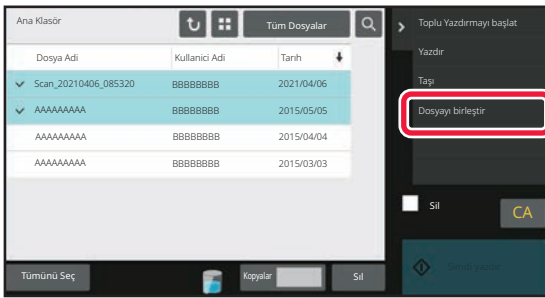 Ana Klasör
Tüm Dosyalar
Dosya Adi Kullanici Adi Tarıh
Scan_20210406_085320 BBBBBBBB 2021/04/06
AAAAAAAAA BBBBBBBB 2015/05/05
AAAAAAAAA BBBBBBBB 2015/04/04
AAAAAAAAA BBBBBBBB 2015/03/03
Tümünü Seç
Kopyalar
Sıl
Toplu Yazdırmayı başlat
Yazdır
Taşı
Dosyayı birleştir
Sil
CA